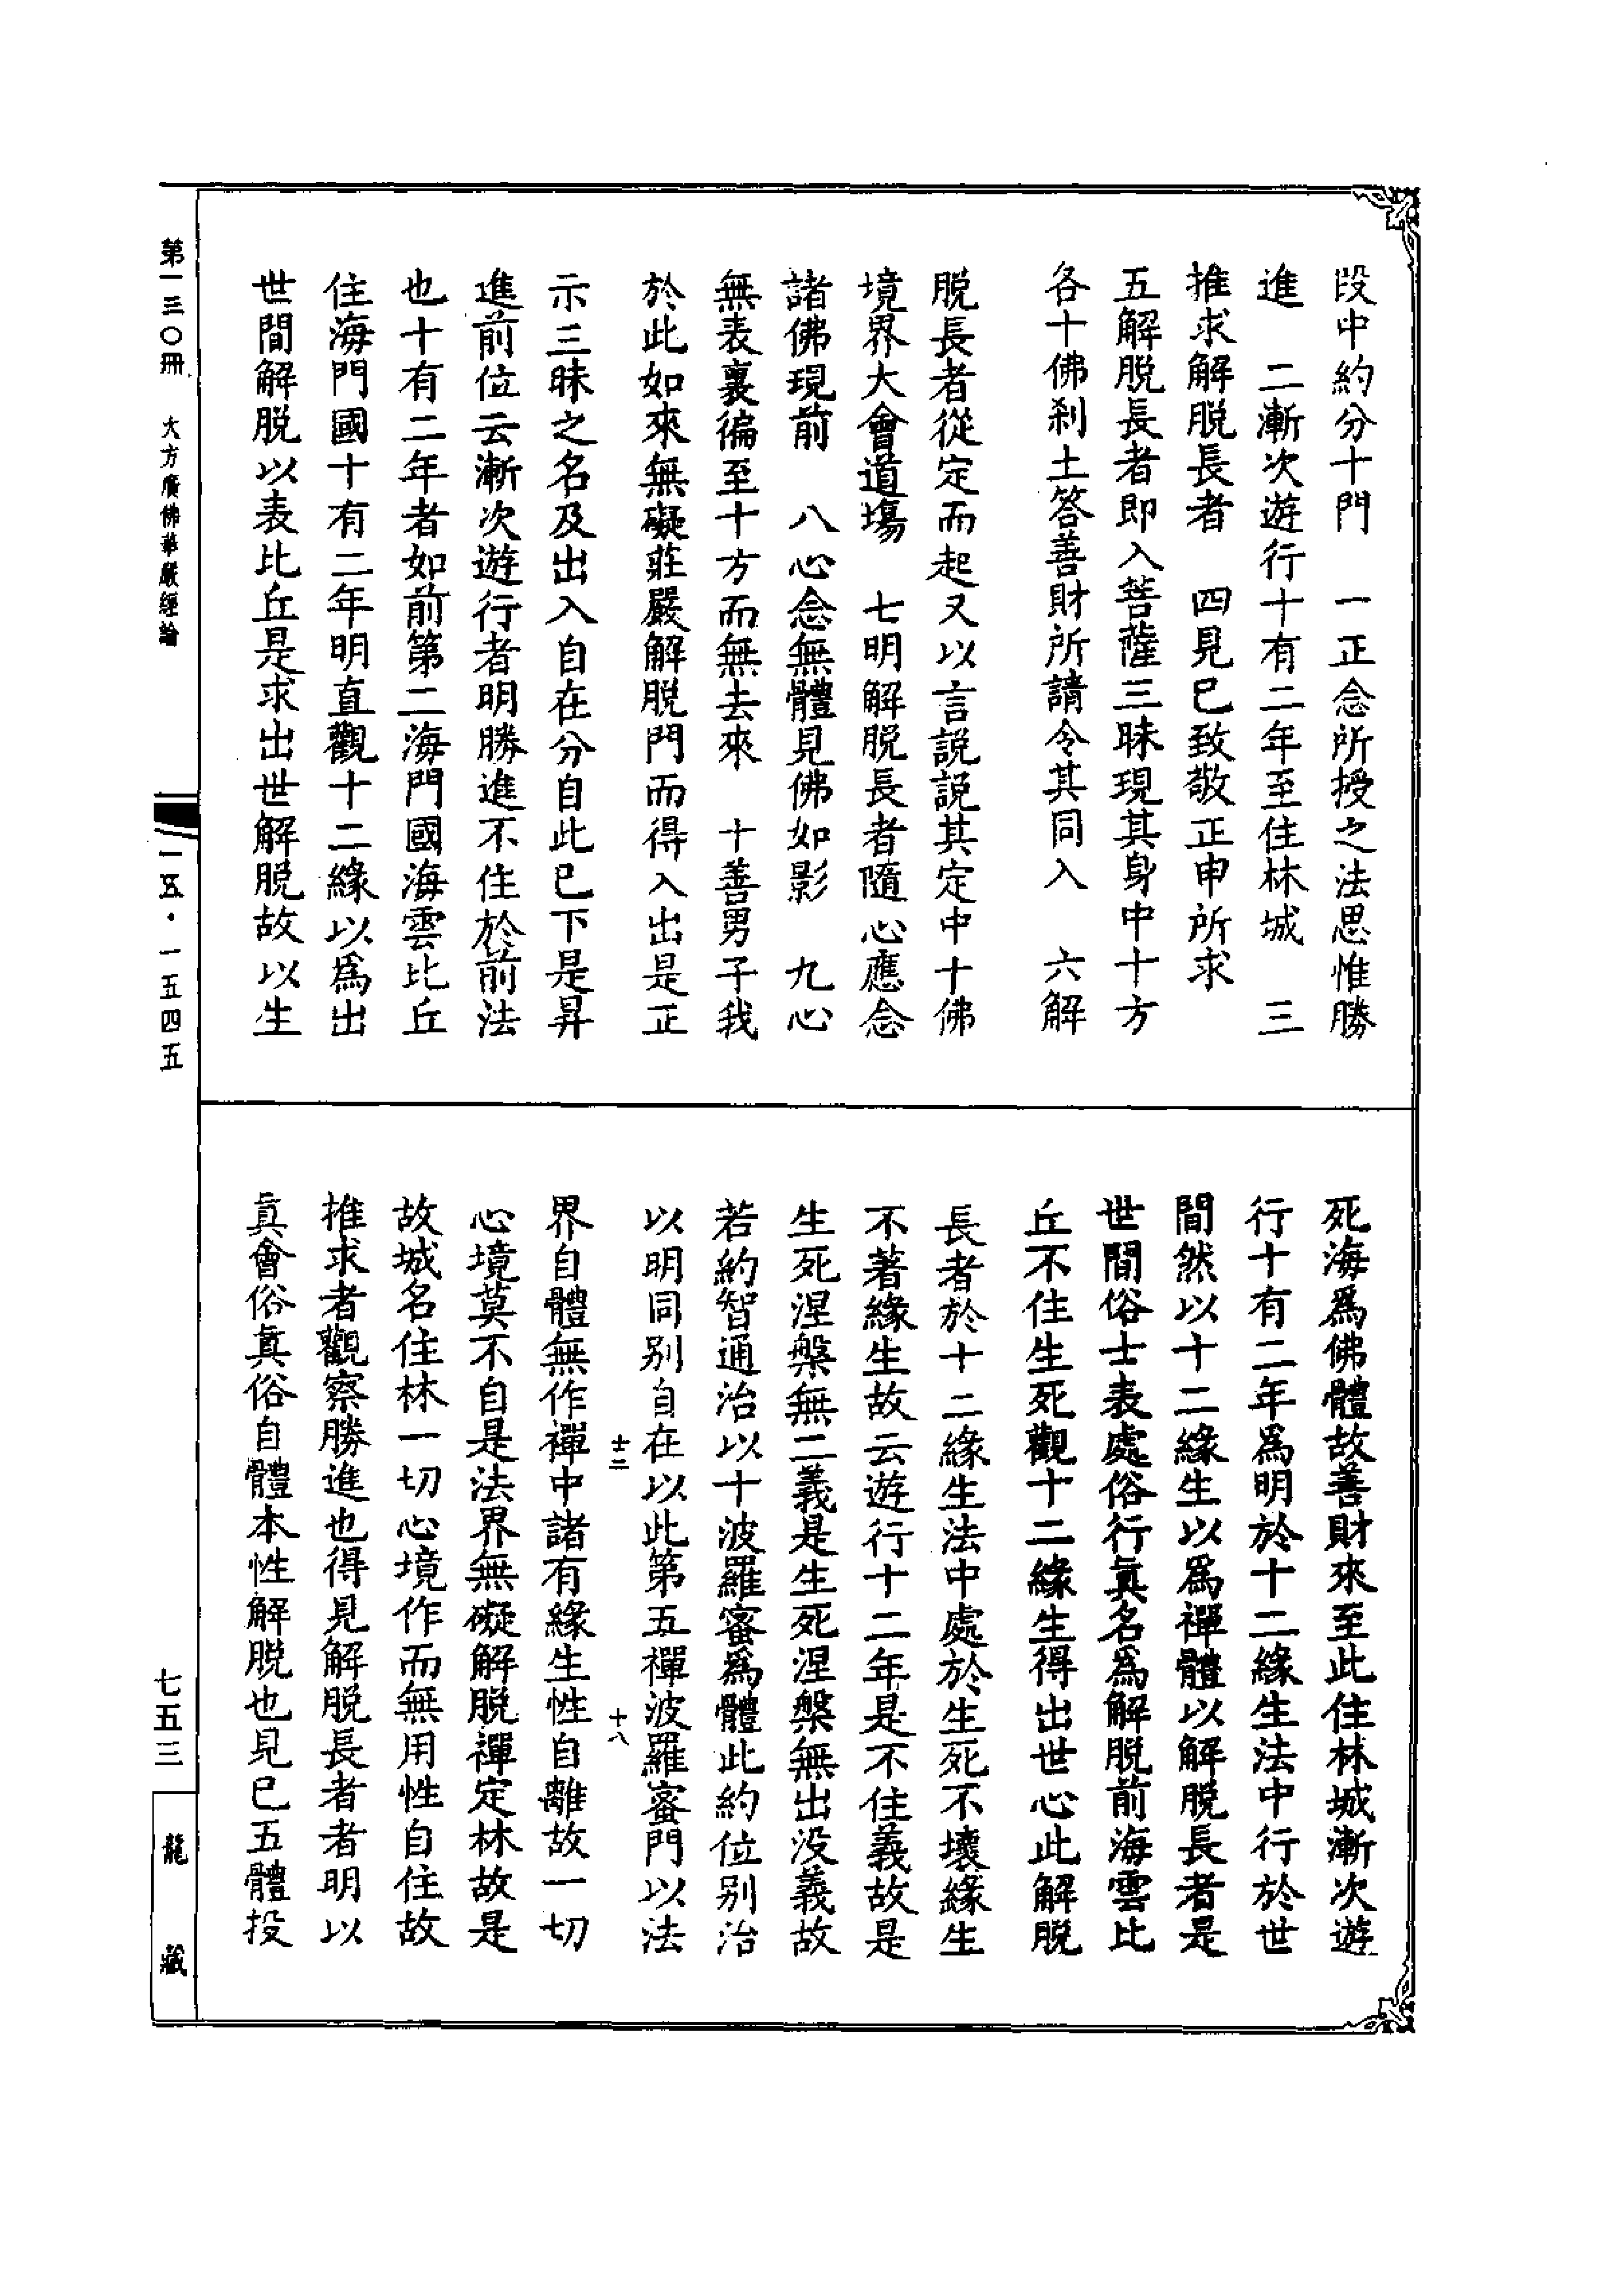 段中約分十門　一正念所授之法思惟勝
進　二漸次遊行十有二年至住林城　三
推求解脱長者　四見已致敬正申所求
五解脱長者即入菩薩三昧現其身中十方
各十佛刹土答善財所請令其同入　六解
脱長者從定而起又以言説説其定中十佛
境界大會道塲　七明解脱長者隨心應念
諸佛現前　八心念無體見佛如影　九心
無表裏徧至十方而無去來　十善男子我
於此如來無礙莊嚴解脱門而得入出是正
示三昧之名及出入自在分自此已下是昇
進前位云漸次遊行者明勝進不住於前法
也十有二年者如前第二海門國海雲比丘
住海門國十有二年明直觀十二緣以爲出
世間解脱以表比丘是求出世解脱故以生
死海爲佛體故善財來至此住林城漸次遊
行十有二年爲明於十二緣生法中行於世
間然以十二緣生以爲禪體以解脱長者是
世間俗士表處俗行眞名爲解脱前海雲比
丘不住生死觀十二緣生得出世心此解脱
長者於十二緣生法中處於生死不壞緣生
不著緣生故云遊行十二年是不住義故是
生死涅槃無二義是生死涅槃無出没義故
若約智通治以十波羅蜜爲體此約位别治
以明同别自在以此第五禪波羅蜜門以法
十二　十八
界自體無作禪中諸有緣生性自離故一切
心境莫不自是法界無礙解脱禪定林故是
故城名住林一切心境作而無用性自住故
推求者觀察勝進也得見解脱長者者明以
眞會俗眞俗自體本性解脱也見已五體投
第一三〇冊　大方廣佛華嚴經論
一五·一五四五
七五三
龍藏